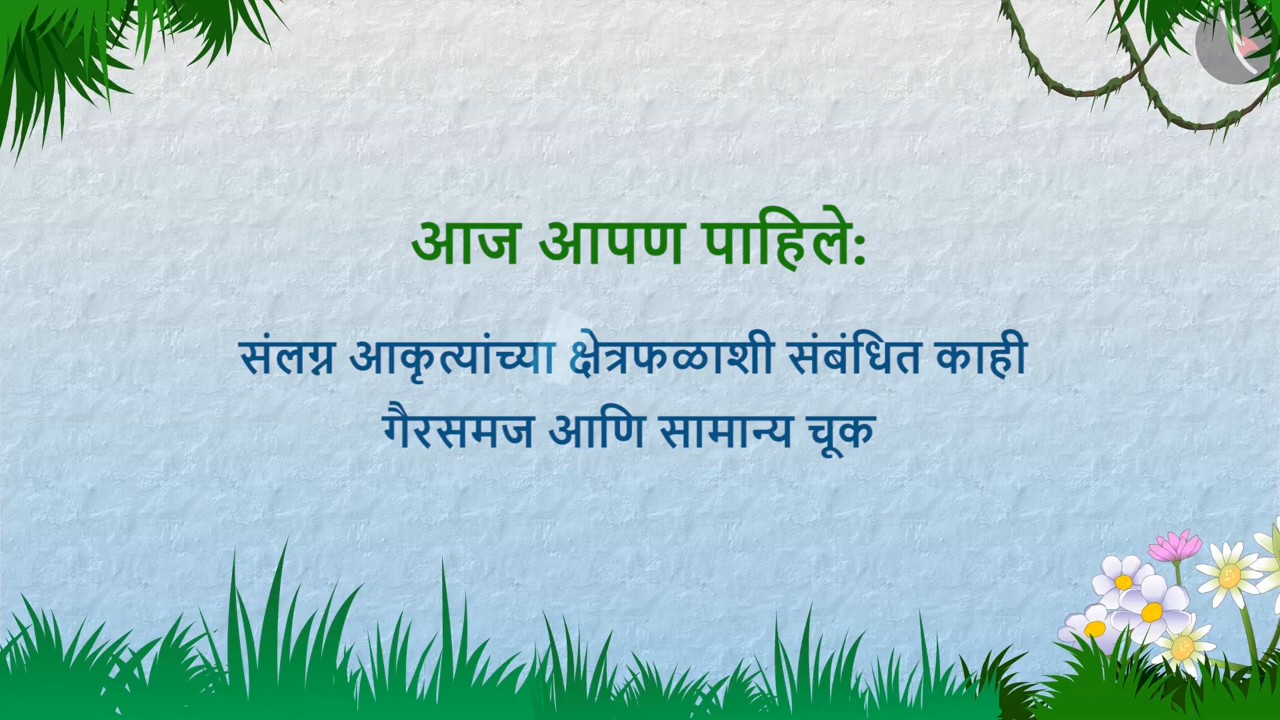 आज आपण पाहिले:
संलग्न आकृत्यांच्या क्षेत्रफळाशी संबंधित काही
गैरसमज आणि सामान्य चूक